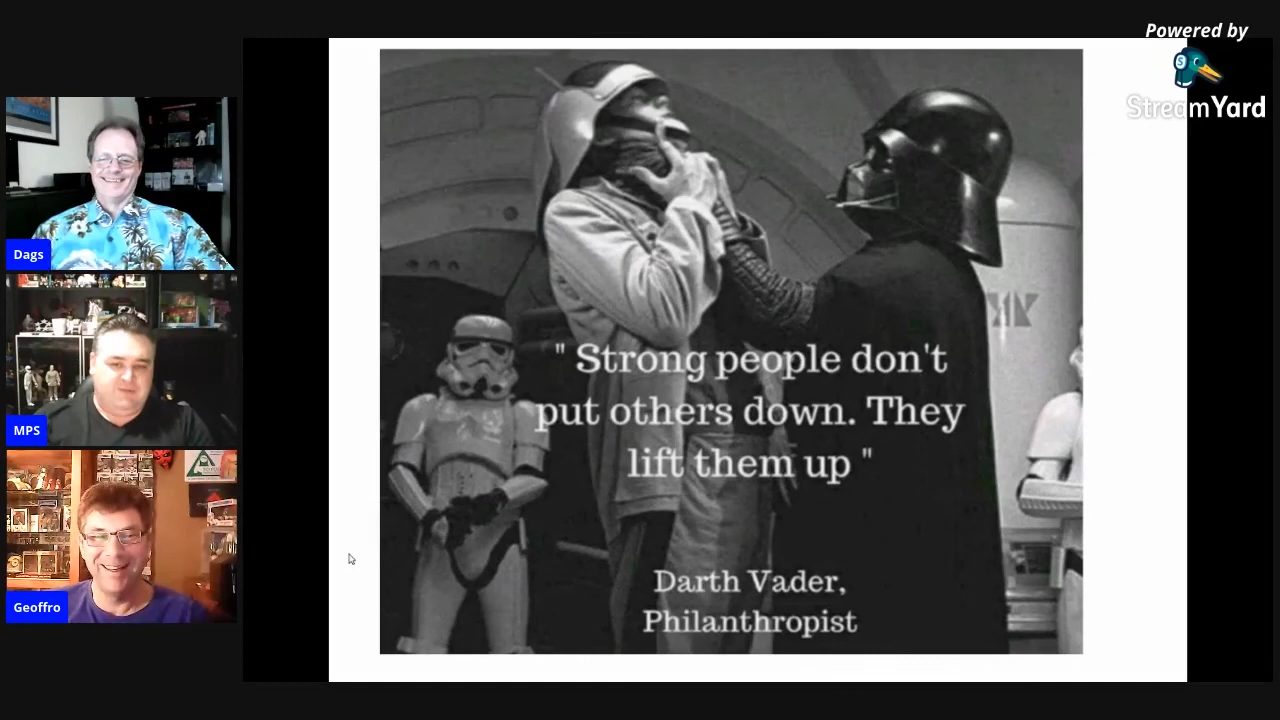 Powered by
StreamYard
Dags
MPS
Geoffro
" Strong people don't
put others down. They
lift them up "
Darth Vader,
Philanthropist